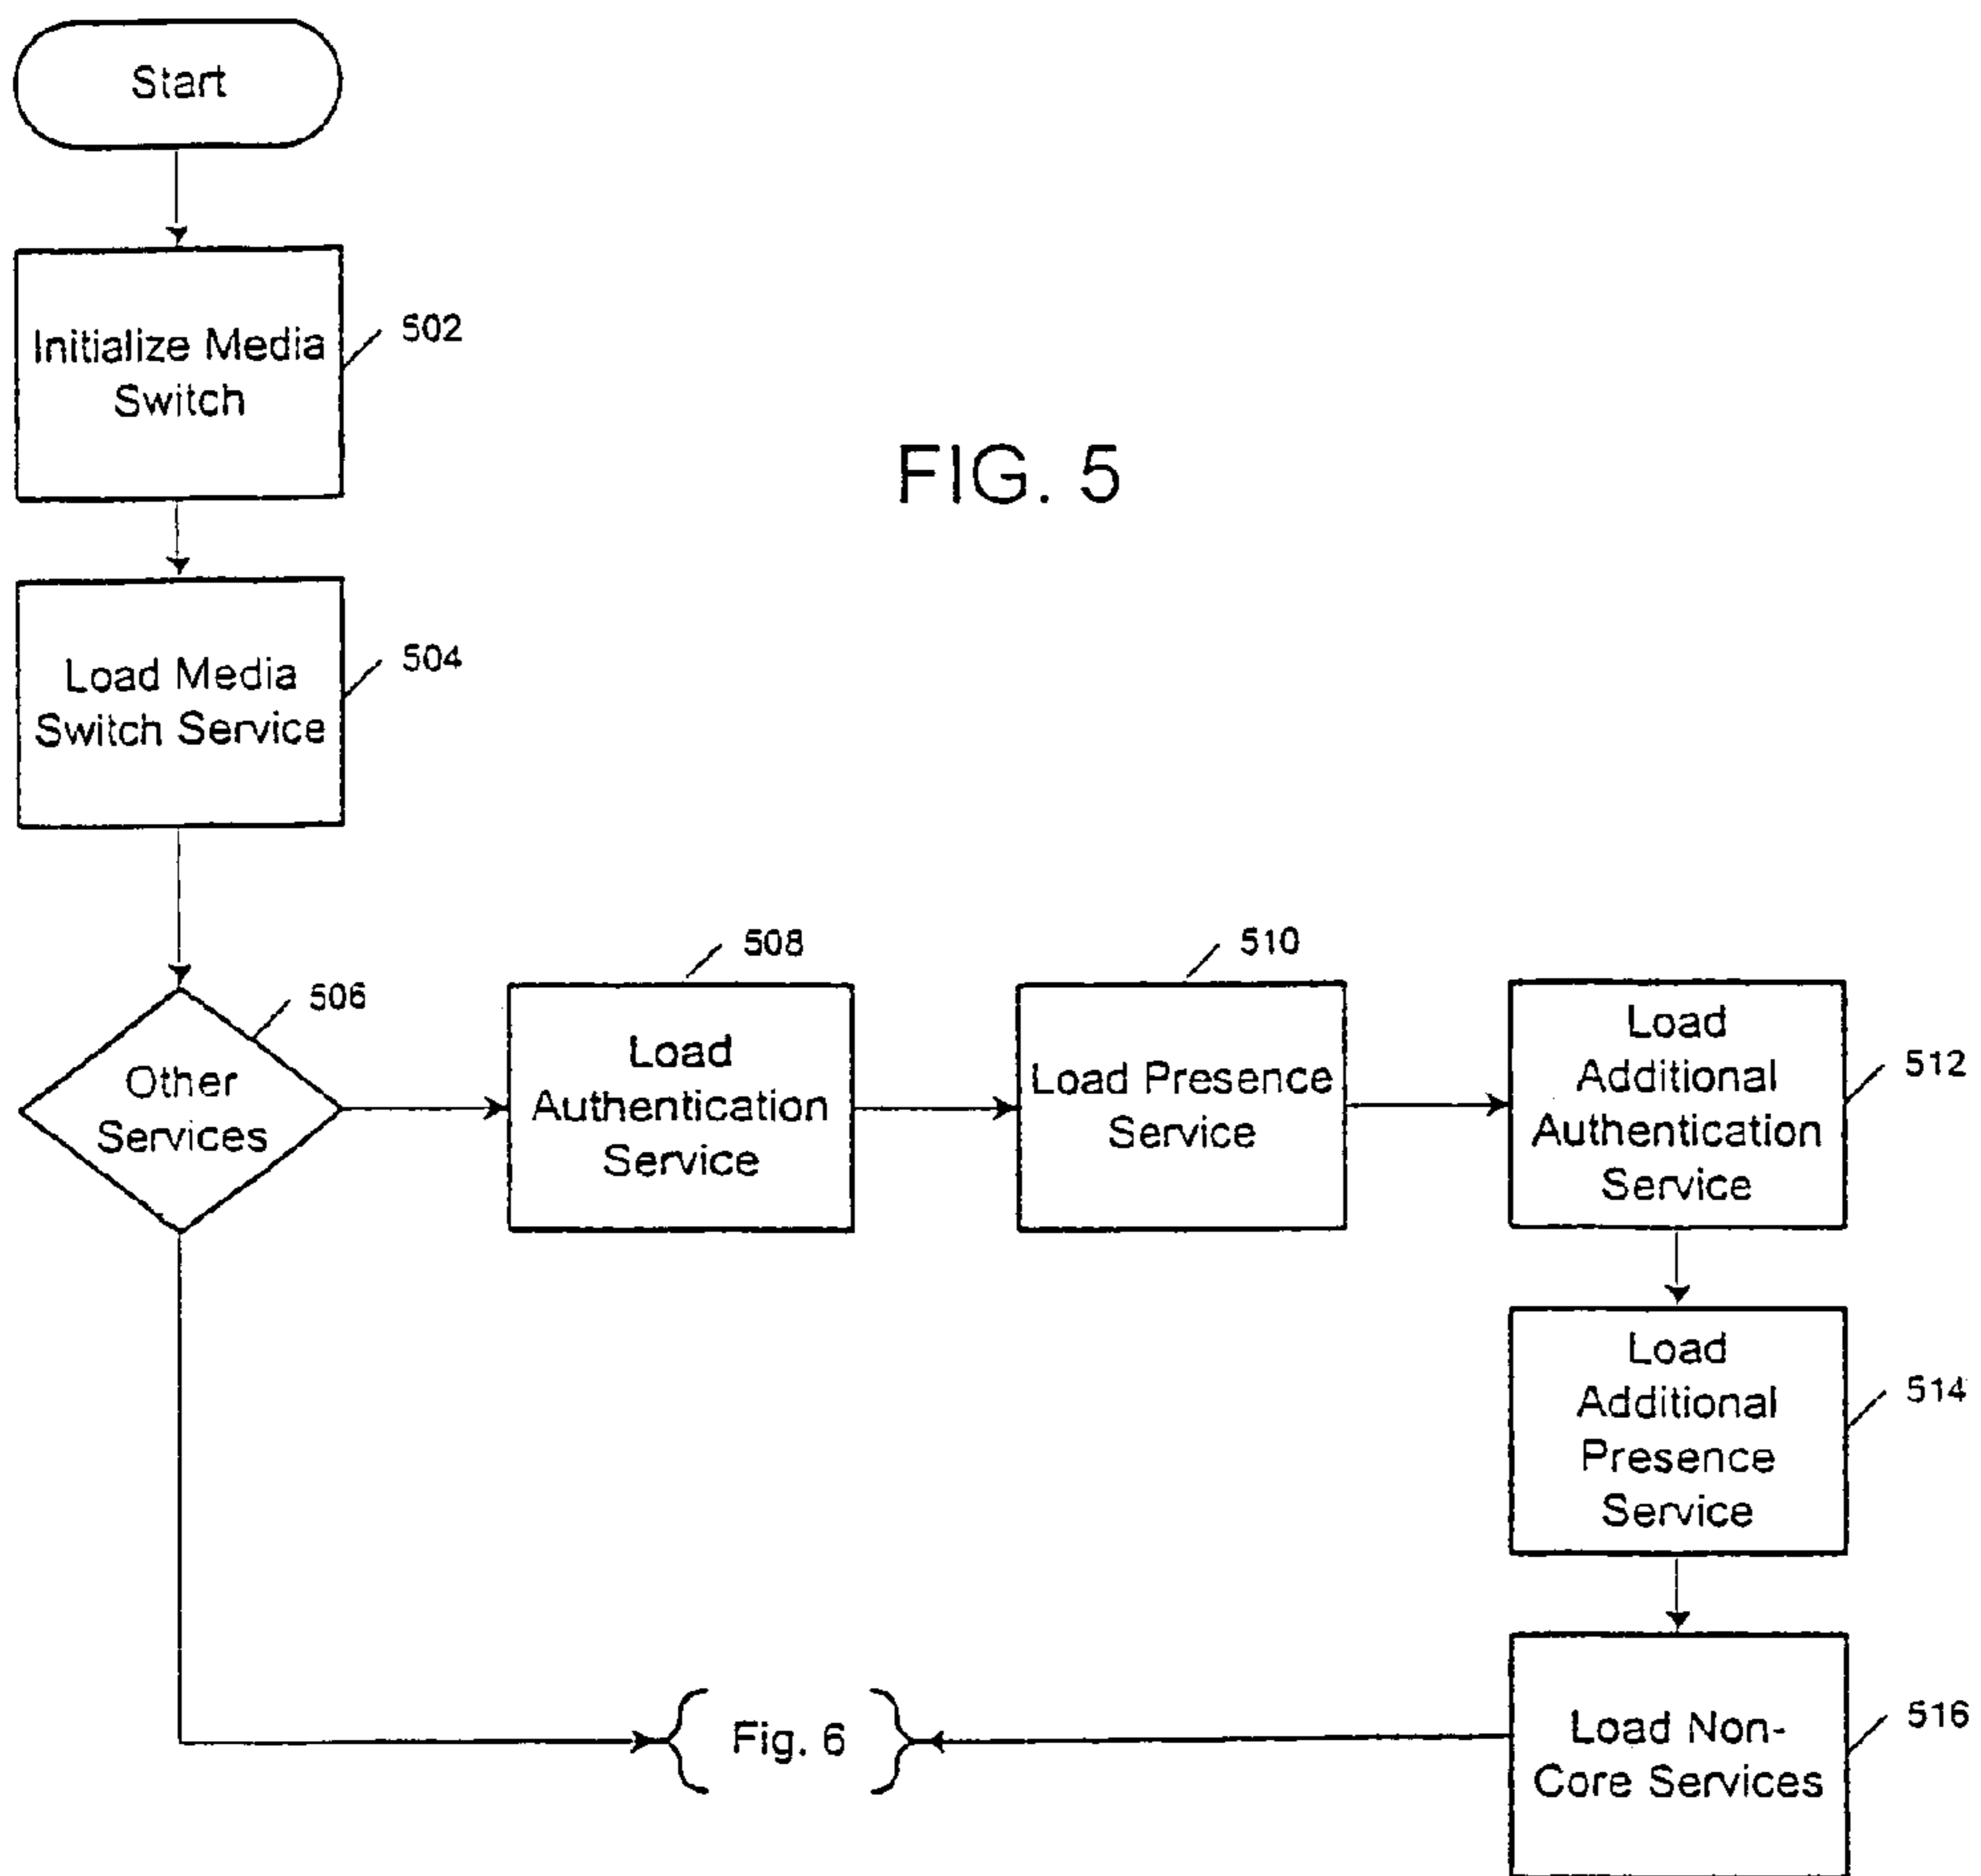 Start
Initialize Media
Switch
502
FIG. 5
Load Media
Switch Service
504
Other
Services
506
Load
Authentication
Service
508
Load Presence
Service
510
Load
Additional
Authentication
Service
512
Load
Additional
Presence
Service
514
Load Non-
Core Services
516
Fig. 6